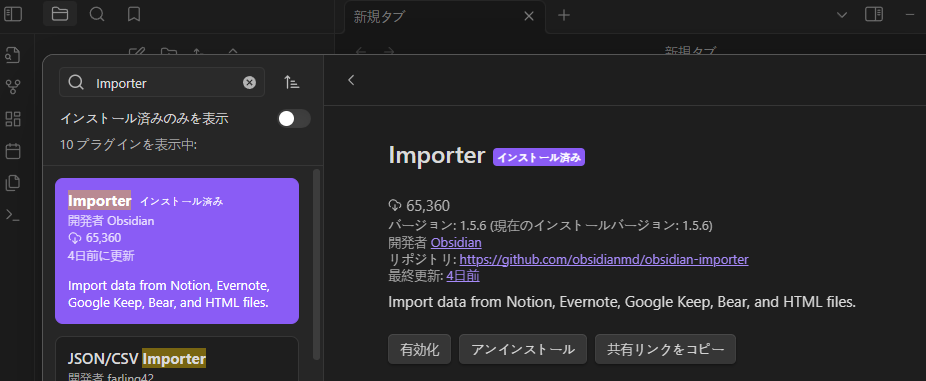 新規タブ
新規タブ
Importer
インストール済みのみを表示
10 プラグインを表示中:
Importer インストール済み
開発者 Obsidian
65,360
4日前に更新
Import data from Notion, Evernote,
Google Keep, Bear, and HTML files.
JSON/CSV Importer
開発者 farling42
Importer インストール済み
65,360
バージョン: 1.5.6 (現在のインストールバージョン: 1.5.6)
開発者 Obsidian
リポジトリ: https://github.com/obsidianmd/obsidian-importer
最終更新: 4日前
Import data from Notion, Evernote, Google Keep, Bear, and HTML files.
有効化 アンインストール 共有リンクをコピー